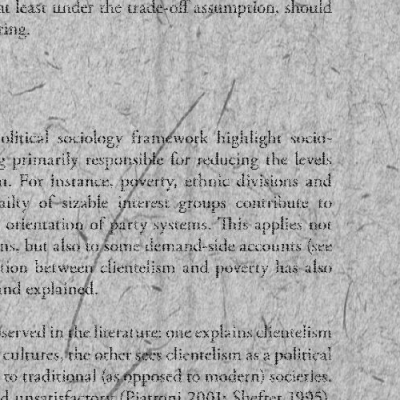 at least under the trade-off assumption, should
ring.
olitical sociology framework highlight socio-
g primarily responsible for reducing the levels
n. For instance, poverty, ethnic divisions and
ailty of sizable interest groups contribute to
orientation of party systems. This applies not
ns, but also to some demand-side accounts (see
tion between clientelism and poverty has also
and explained.
served in the literature: one explains clientelism
cultures, the other sees clientelism as a political
to traditional (as opposed to modern) societies.
d unsatisfactory (Piattoni 2001; Shefter 1995).